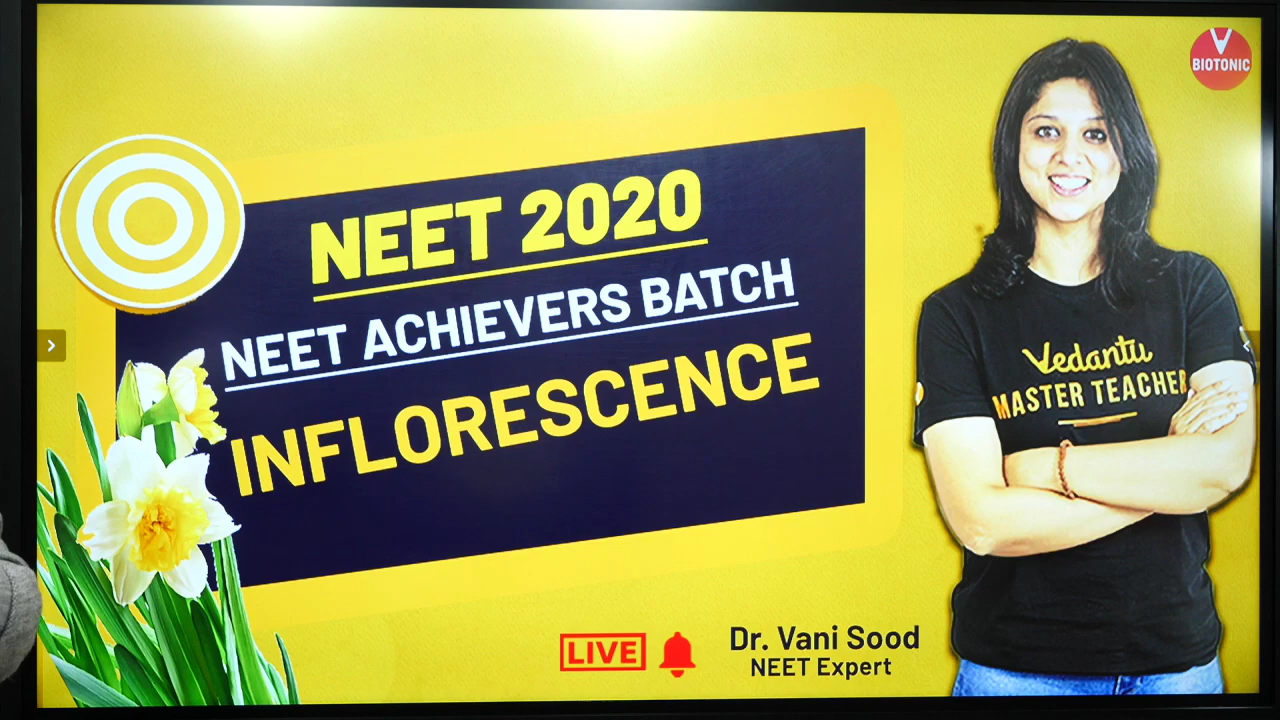 BIOTONIC
NEET 2020
NEET ACHIEVERS BATCH
INFLORESCENCE
Vedantu
MASTER TEACHER
LIVE
Dr. Vani Sood
NEET Expert